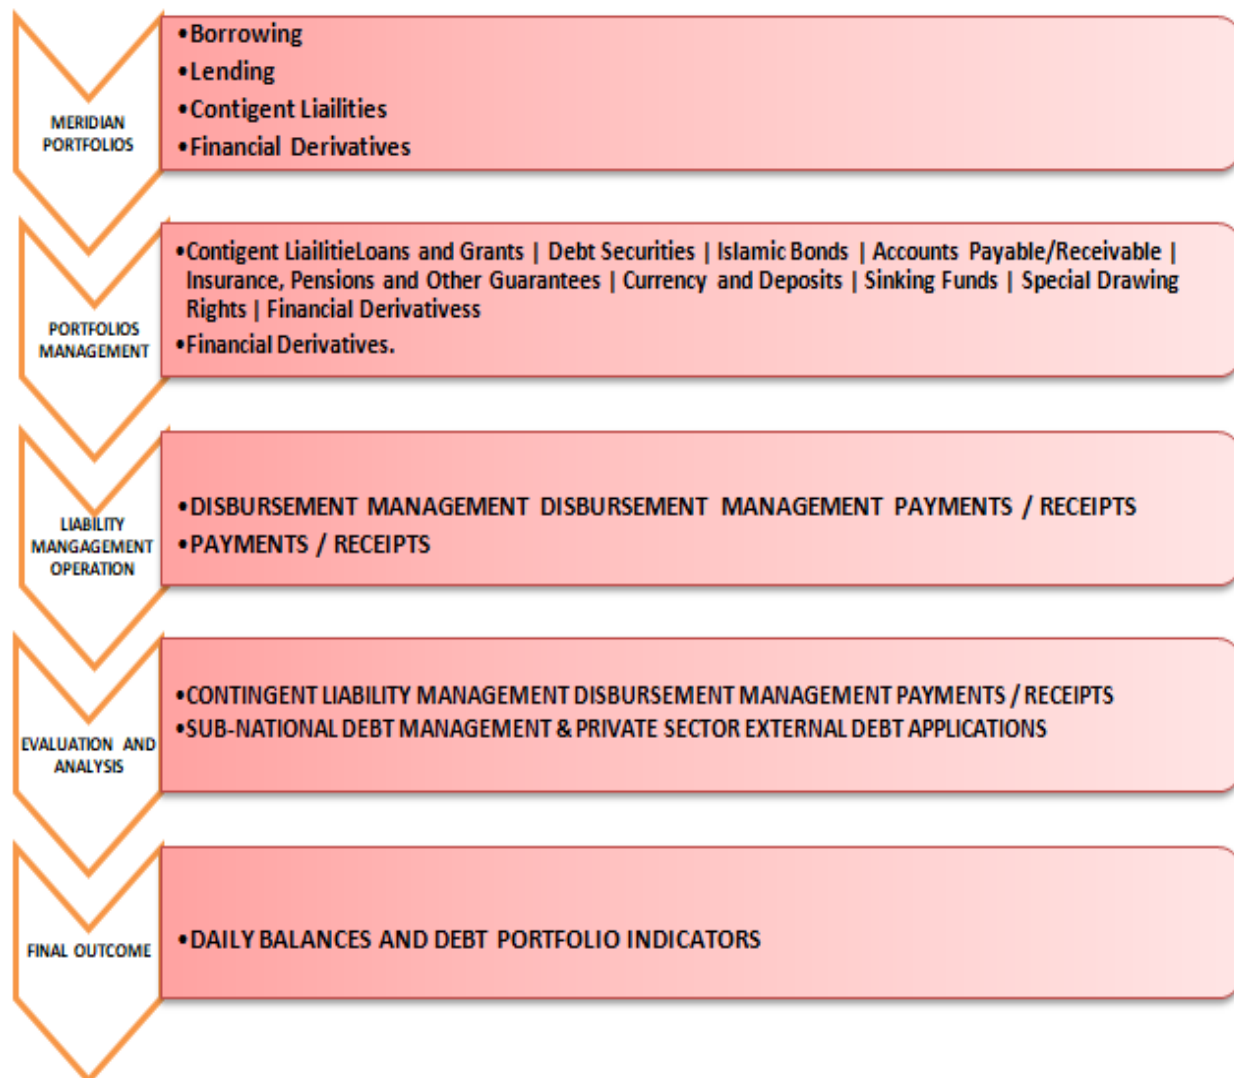 MERIDIAN
PORTFOLIOS
•Borrowing
•Lending
•Contigent Liailities
•Financial Derivatives
PORTFOLIOS
MANAGEMENT
•Contigent LiailitieLoans and Grants | Debt Securities | Islamic Bonds | Accounts Payable/Receivable |
Insurance, Pensions and Other Guarantees | Currency and Deposits | Sinking Funds | Special Drawing
Rights | Financial Derivativess
•Financial Derivatives.
LIABILITY
MANGAGEMENT
OPERATION
•DISBURSEMENT MANAGEMENT DISBURSEMENT MANAGEMENT PAYMENTS / RECEIPTS
•PAYMENTS / RECEIPTS
EVALUATION AND
ANALYSIS
•CONTINGENT LIABILITY MANAGEMENT DISBURSEMENT MANAGEMENT PAYMENTS / RECEIPTS
•SUB-NATIONAL DEBT MANAGEMENT & PRIVATE SECTOR EXTERNAL DEBT APPLICATIONS
FINAL OUTCOME
•DAILY BALANCES AND DEBT PORTFOLIO INDICATORS